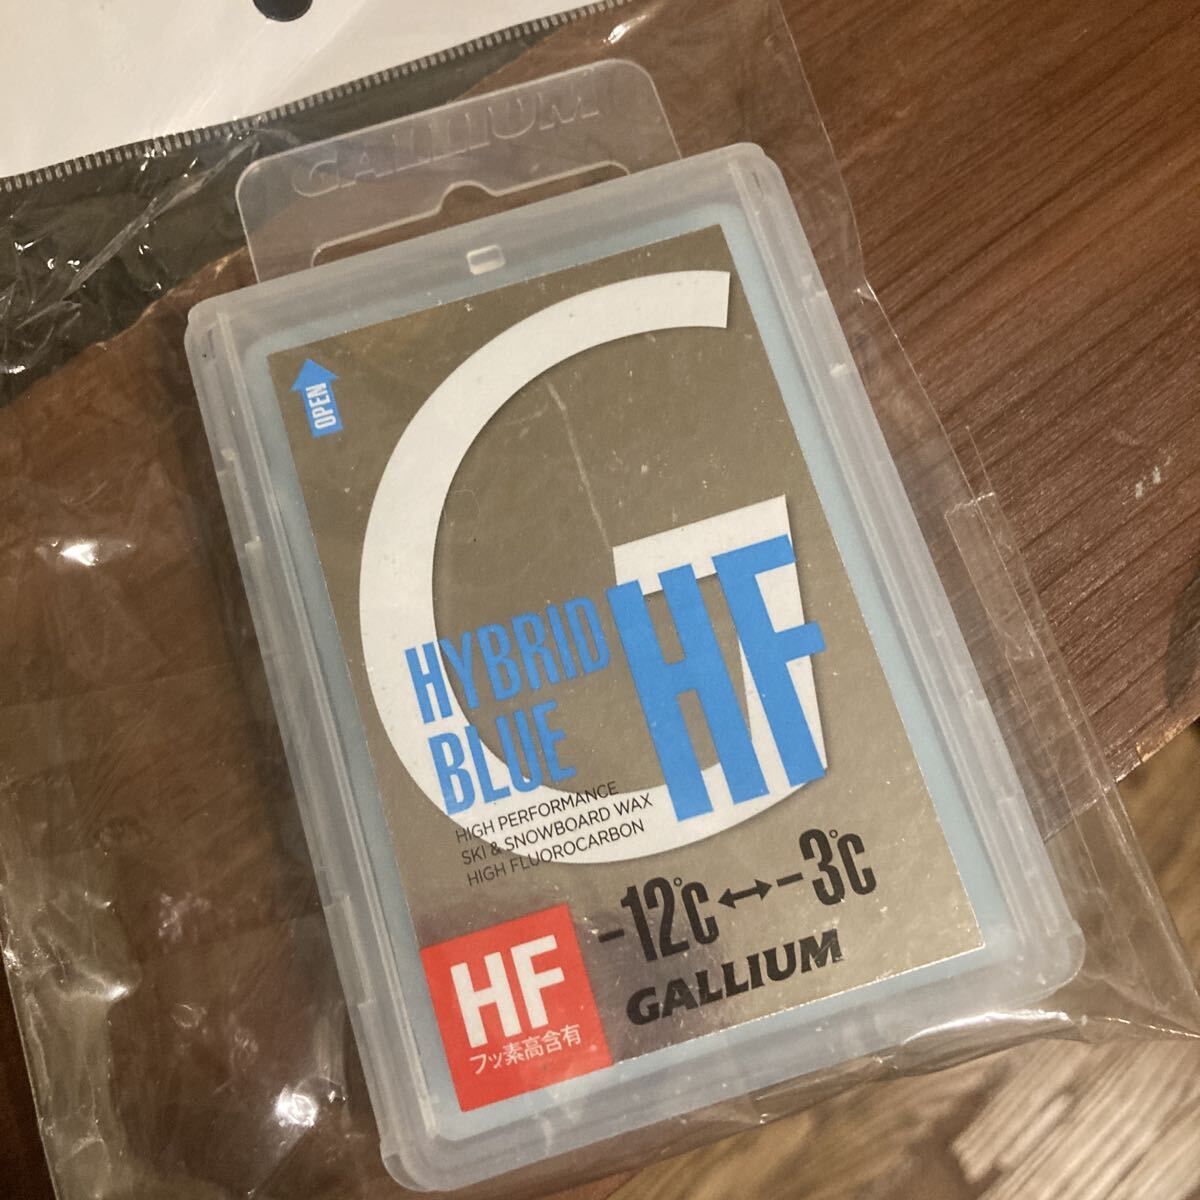 GALLIUM
OPEN
G
HYBRID
BLUE
HF
HIGH PERFORMANCE
SKI & SNOWBOARD WAX
HIGH FLUOROCARBON
-12°C↔-3°C
GALLIUM
HF
フッ素高含有